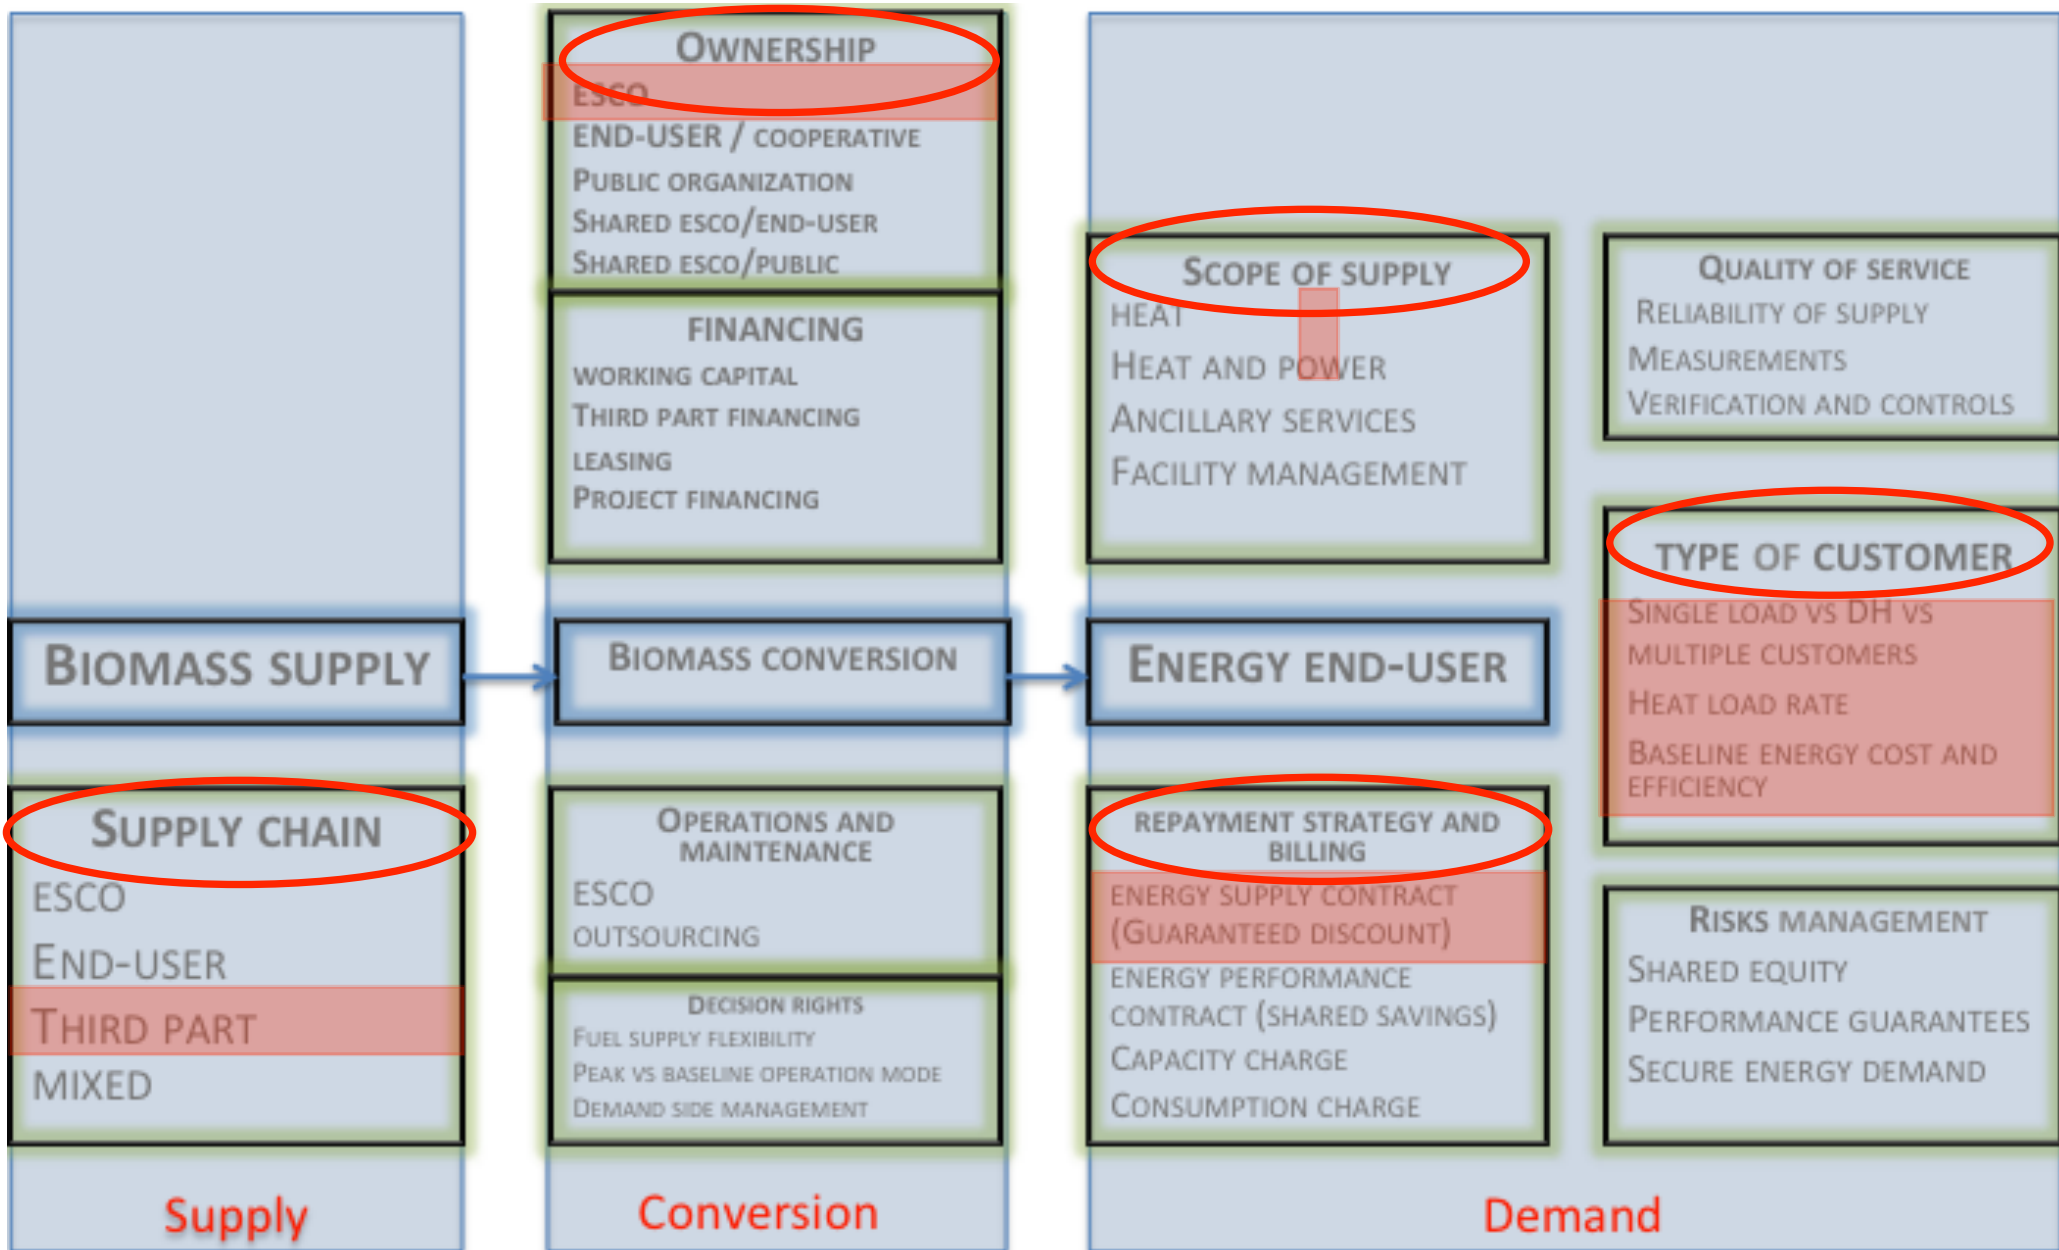 OWNERSHIP
ESCO
END-USER / COOPERATIVE
PUBLIC ORGANIZATION
SHARED ESCO/END-USER
SHARED ESCO/PUBLIC
FINANCING
WORKING CAPITAL
THIRD PART FINANCING
LEASING
PROJECT FINANCING
SCOPE OF SUPPLY
HEAT
HEAT AND POWER
ANCILLARY SERVICES
FACILITY MANAGEMENT
QUALITY OF SERVICE
RELIABILITY OF SUPPLY
MEASUREMENTS
VERIFICATION AND CONTROLS
TYPE OF CUSTOMER
SINGLE LOAD VS DH VS
MULTIPLE CUSTOMERS
HEAT LOAD RATE
BASELINE ENERGY COST AND
EFFICIENCY
BIOMASS SUPPLY
BIOMASS CONVERSION
ENERGY END-USER
SUPPLY CHAIN
ESCO
END-USER
THIRD PART
MIXED
OPERATIONS AND
MAINTENANCE
ESCO
OUTSOURCING
DECISION RIGHTS
FUEL SUPPLY FLEXIBILITY
PEAK VS BASELINE OPERATION MODE
DEMAND SIDE MANAGEMENT
REPAYMENT STRATEGY AND
BILLING
ENERGY SUPPLY CONTRACT
(GUARANTEED DISCOUNT)
ENERGY PERFORMANCE
CONTRACT (SHARED SAVINGS)
CAPACITY CHARGE
CONSUMPTION CHARGE
RISKS MANAGEMENT
SHARED EQUITY
PERFORMANCE GUARANTEES
SECURE ENERGY DEMAND
Supply
Conversion
Demand